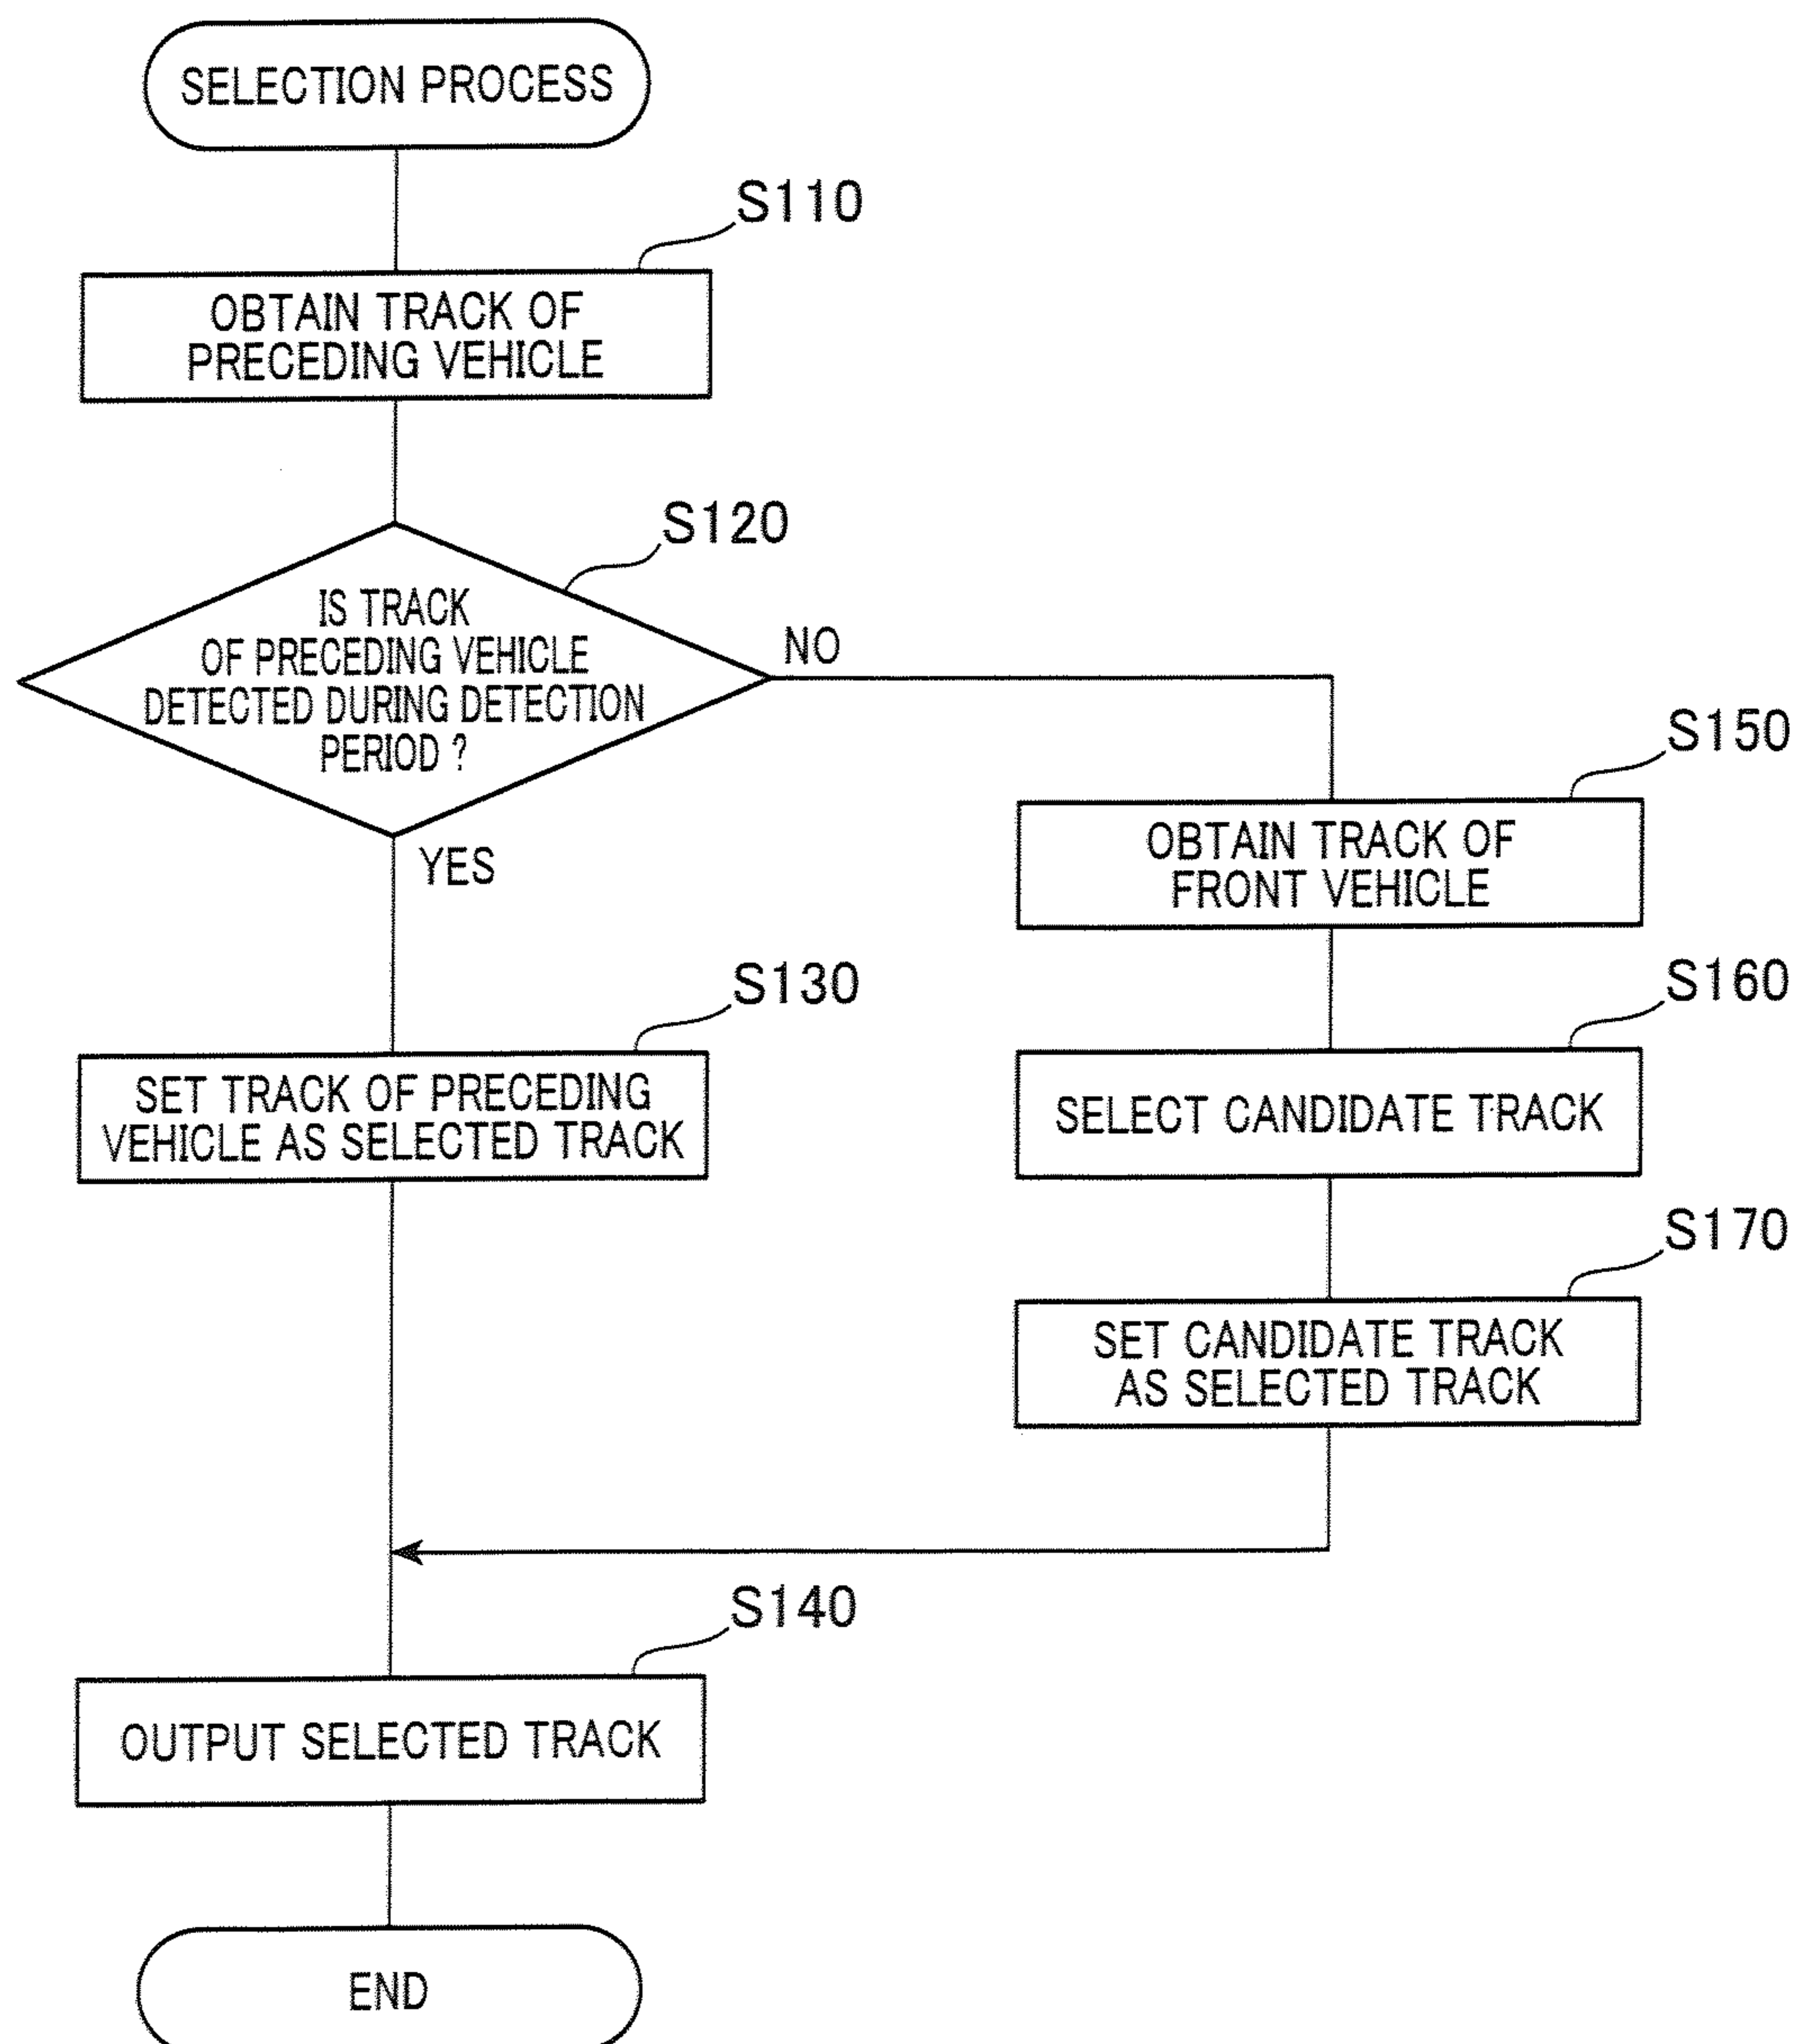 SELECTION PROCESS
S110
OBTAIN TRACK OF
PRECEDING VEHICLE
S120
IS TRACK
OF PRECEDING VEHICLE
DETECTED DURING DETECTION
PERIOD ?
NO
YES
S150
OBTAIN TRACK OF
FRONT VEHICLE
S130
SET TRACK OF PRECEDING
VEHICLE AS SELECTED TRACK
S160
SELECT CANDIDATE TRACK
S170
SET CANDIDATE TRACK
AS SELECTED TRACK
S140
OUTPUT SELECTED TRACK
END